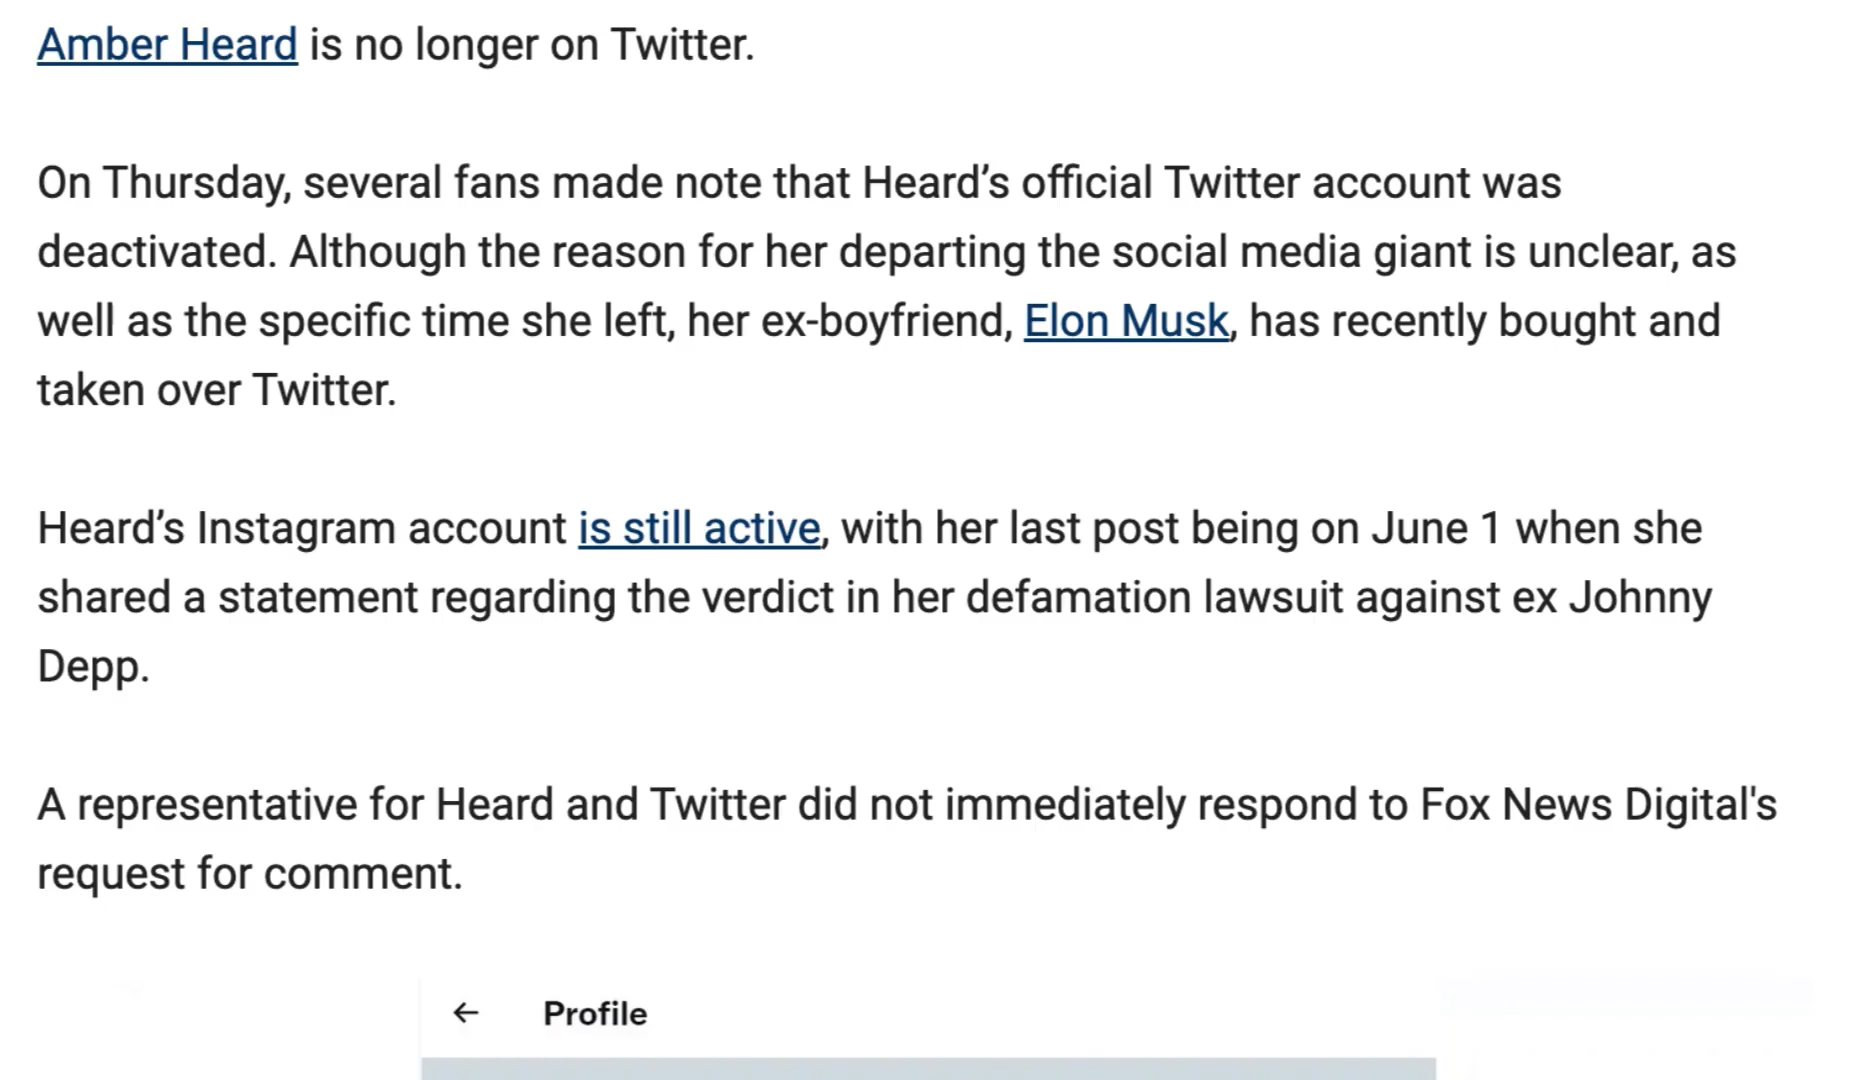 Amber Heard is no longer on Twitter.
On Thursday, several fans made note that Heard’s official Twitter account was
deactivated. Although the reason for her departing the social media giant is unclear, as
well as the specific time she left, her ex-boyfriend, Elon Musk, has recently bought and
taken over Twitter.
Heard’s Instagram account is still active, with her last post being on June 1 when she
shared a statement regarding the verdict in her defamation lawsuit against ex Johnny
Depp.
A representative for Heard and Twitter did not immediately respond to Fox News Digital's
request for comment.
← Profile